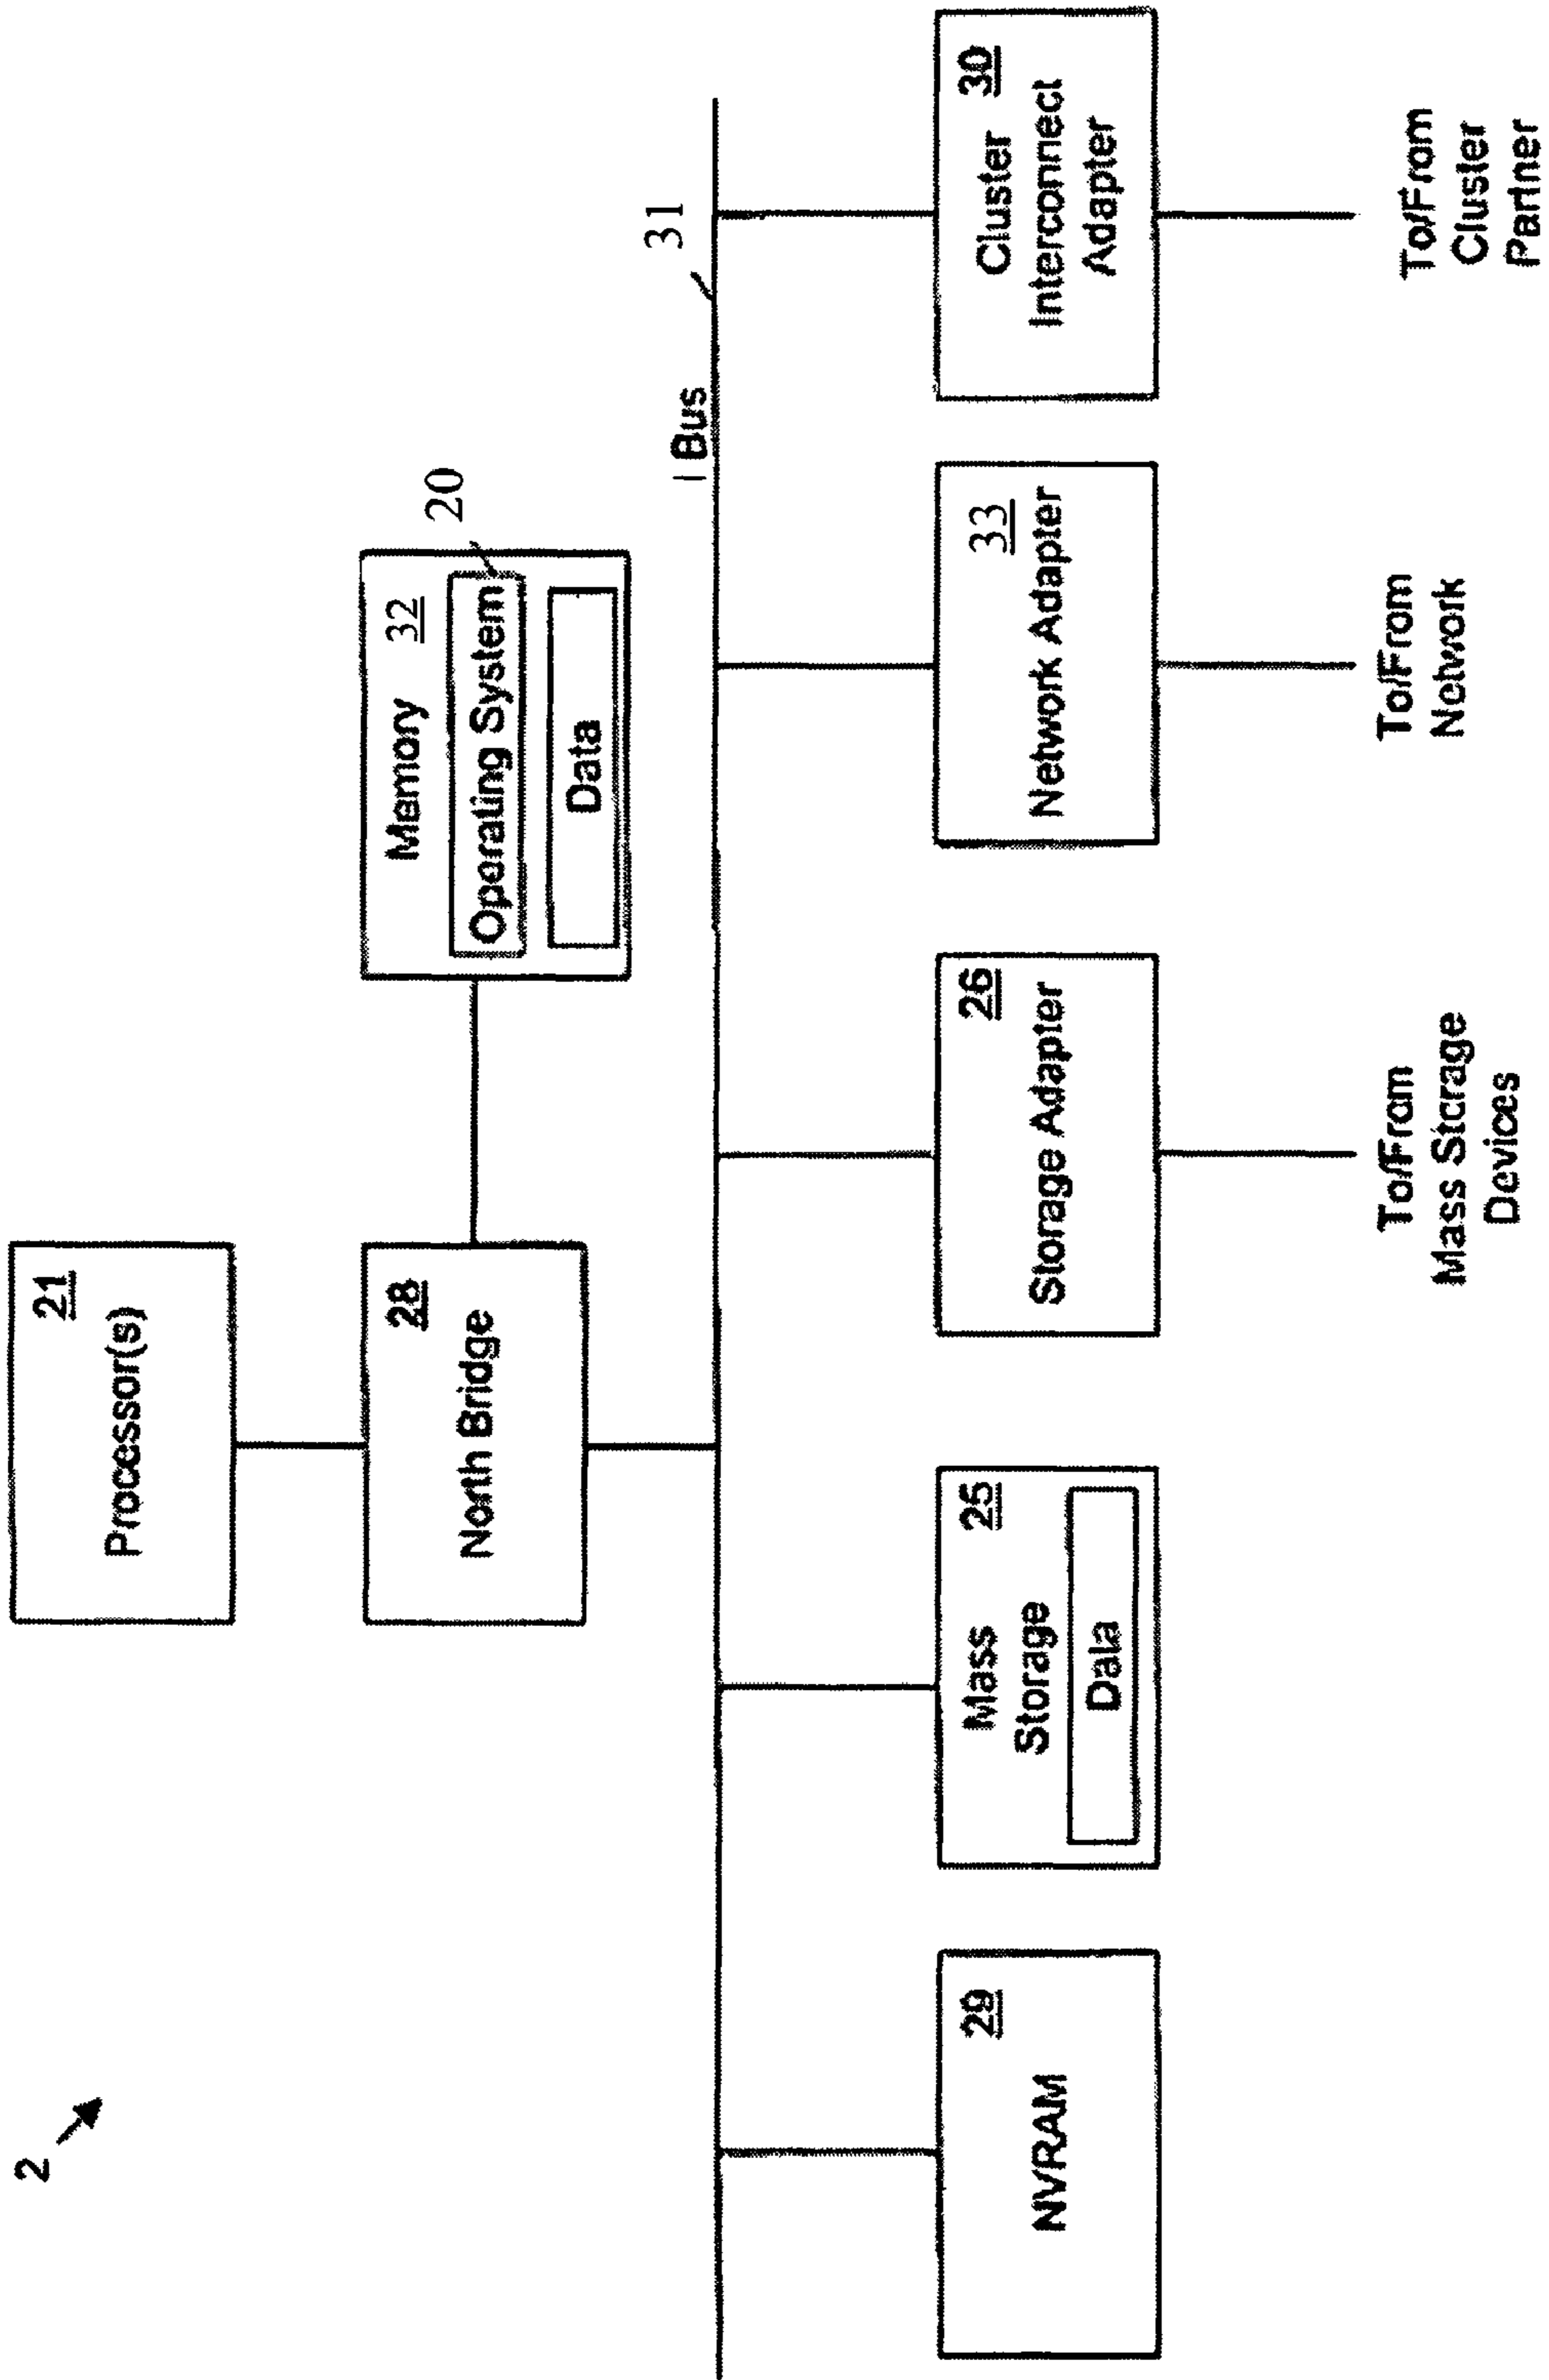 2
21
Processor(s)
28
North Bridge
Memory
32
Operating System
20
Data
I Bus
31
29
NVRAM
25
Mass
Storage
Data
26
Storage Adapter
33
Network Adapter
30
Cluster
Interconnect
Adapter
To/From
Mass Storage
Devices
To/From
Network
To/From
Cluster
Partner